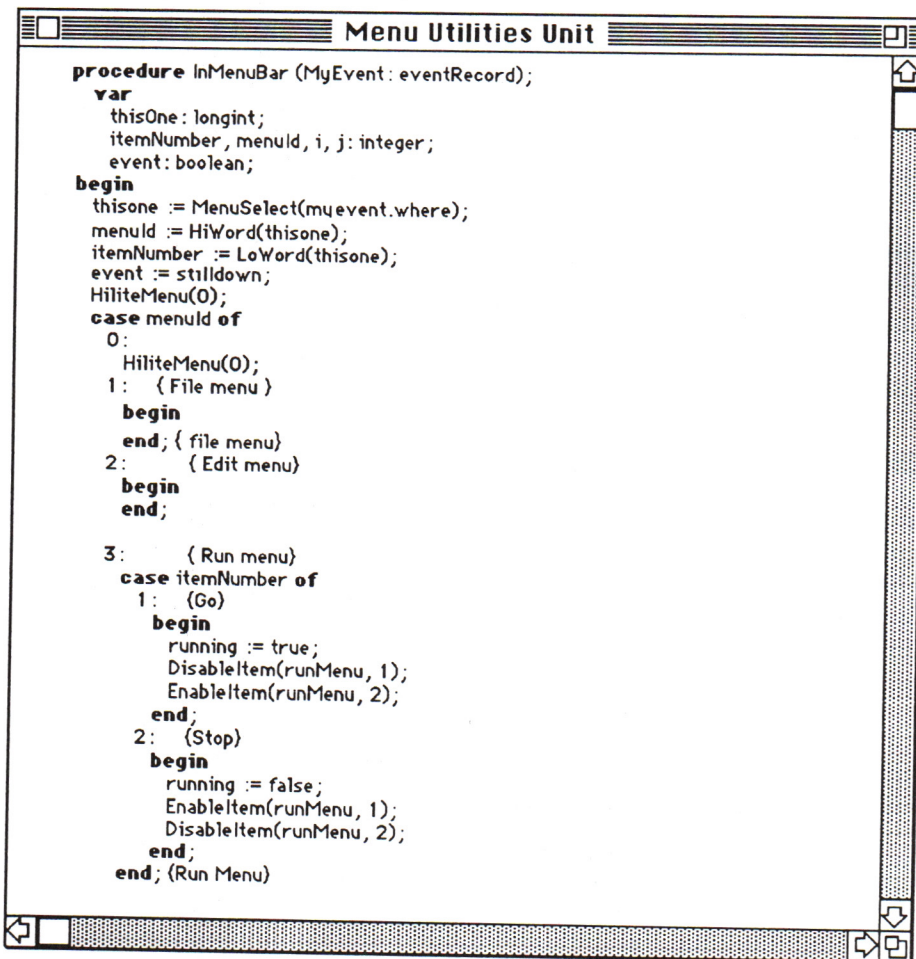 Menu Utilities Unit
procedure InMenuBar (MyEvent: eventRecord);
var
thisOne: longint;
itemNumber, menuId, i, j: integer;
event: boolean;
begin
thisone := MenuSelect(myevent.where);
menuId := HiWord(thisone);
itemNumber := LoWord(thisone);
event := stilldown;
HiliteMenu(0);
case menuId of
0:
HiliteMenu(0);
1: { File menu }
begin
end; { file menu}
2: { Edit menu}
begin
end;
3: { Run menu}
case itemNumber of
1: {Go}
begin
running := true;
DisableItem(runMenu, 1);
EnableItem(runMenu, 2);
end;
2: {Stop}
begin
running := false;
EnableItem(runMenu, 1);
DisableItem(runMenu, 2);
end;
end; {Run Menu}